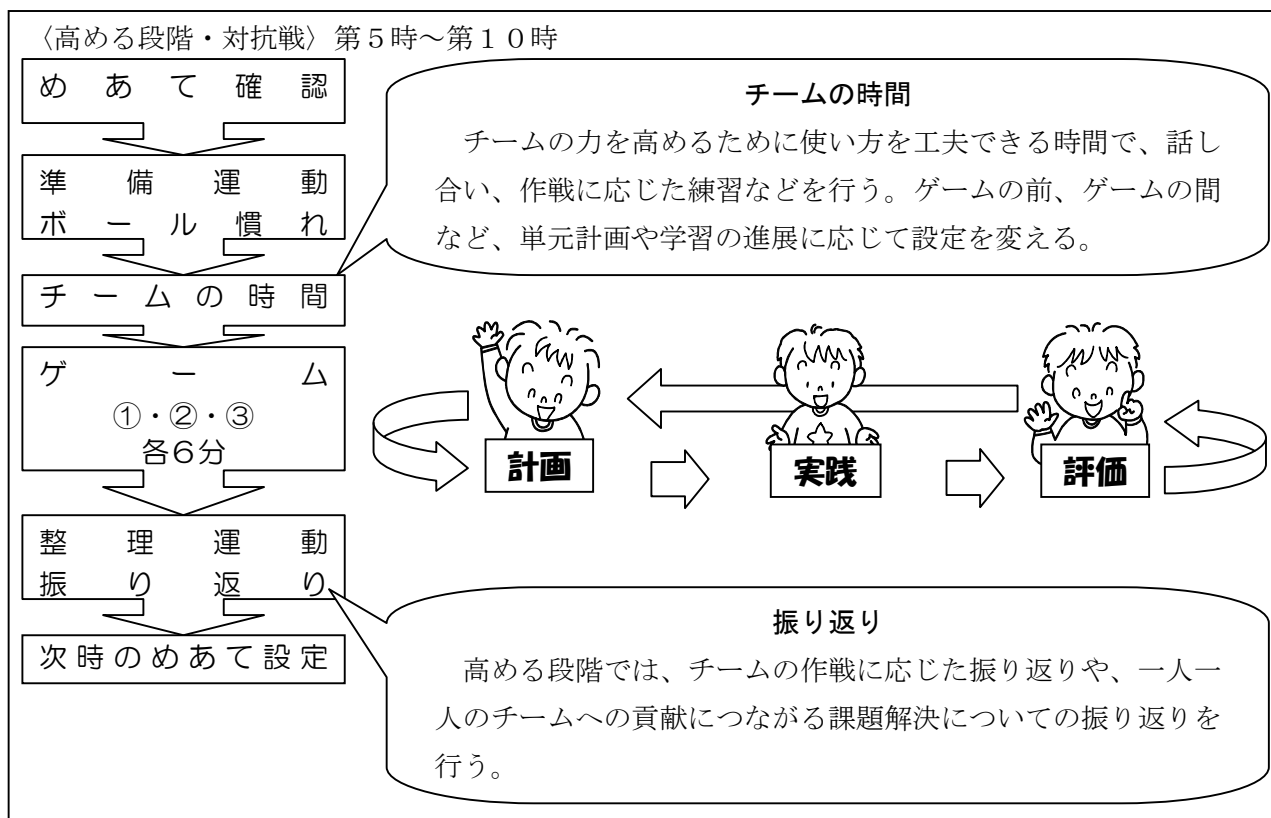 〈高める段階・対抗戦〉第5時～第10時
めあて確認
準備運動
ボール慣れ
チームの時間
ゲーム
①・②・③
各6分
整理運動
振り返り
次時のめあて設定
チームの時間
チームの力を高めるために使い方を工夫できる時間で、話し
合い、作戦に応じた練習などを行う。ゲームの前、ゲームの間
など、単元計画や学習の進展に応じて設定を変える。
計画
実践
評価
振り返り
高める段階では、チームの作戦に応じた振り返りや、一人一
人のチームへの貢献につながる課題解決についての振り返りを
行う。